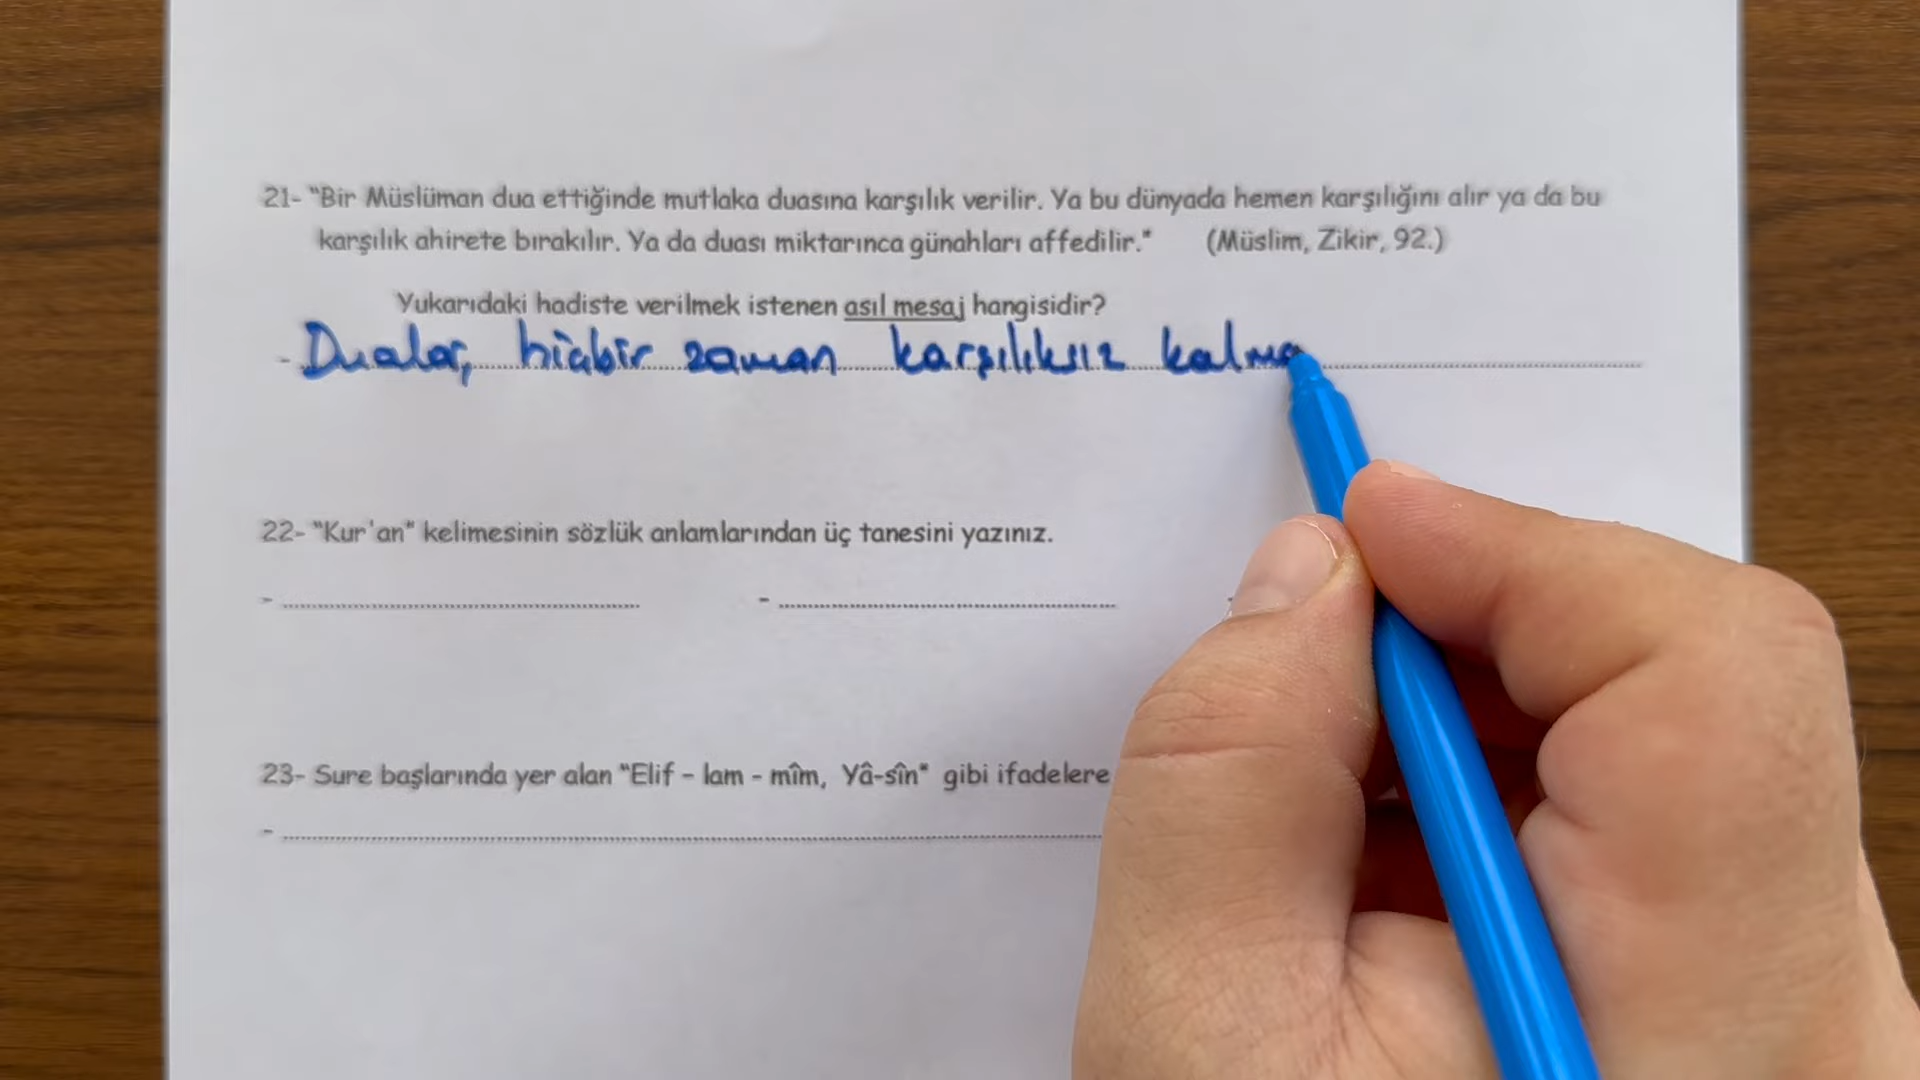 21- "Bir Müslüman dua ettiğinde mutlaka duasına karşılık verilir. Ya bu dünyada hemen karşılığını alır ya da bu
karşılık ahirete bırakılır. Ya da duası miktarınca günahları affedilir." (Müslim, Zikir, 92.)
Yukarıdaki hadiste verilmek istenen asıl mesaj hangisidir?
- Dualar, hiçbir zaman karşılıksız kalma
22- "Kur'an" kelimesinin sözlük anlamlarından üç tanesini yazınız.
23- Sure başlarında yer alan "Elif - lam - mîm, Yâ-sîn" gibi ifadelere